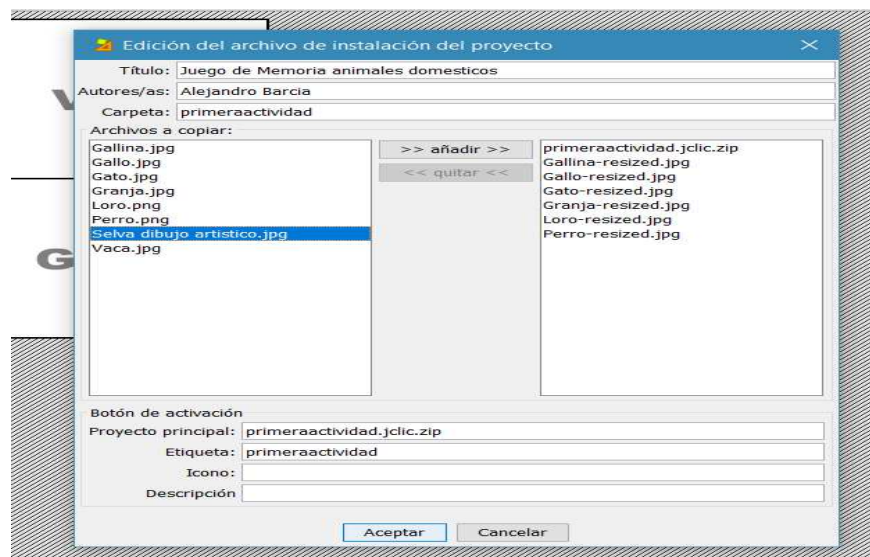 Edición del archivo de instalación del proyecto
Título: Juego de Memoria animales domesticos
Autores/as: Alejandro Barcia
Carpeta: primeraactividad
Archivos a copiar:
Gallina.jpg
Gallo.jpg
Gato.jpg
Granja.jpg
Loro.png
Perro.png
Selva dibujo artistico.jpg
Vaca.jpg
>> añadir >>
<< quitar <<
primeraactividad.jclic.zip
Gallina-resized.jpg
Gallo-resized.jpg
Gato-resized.jpg
Granja-resized.jpg
Loro-resized.jpg
Perro-resized.jpg
Botón de activación
Proyecto principal: primeraactividad.jclic.zip
Etiqueta: primeraactividad
Icono:
Descripción
Aceptar Cancelar